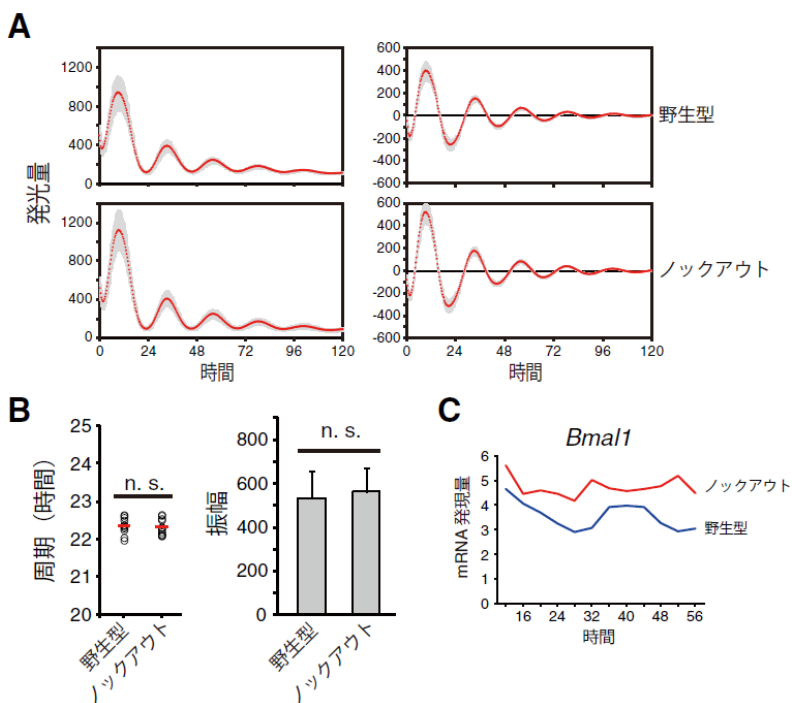 A
発光量
1200
800
400
0
600
400
200
0
-200
-400
-600
野生型
1200
800
400
0
0 24 48 72 96 120
時間
600
400
200
0
-200
-400
-600
0 24 48 72 96 120
時間
ノックアウト
B
周期（時間）
25
24
23
22
21
20
n. s.
野生型
ノックアウト
振幅
800
600
400
200
0
n. s.
野生型
ノックアウト
C
Bmal1
mRNA 発現量
6
5
4
3
2
1
0
ノックアウト
野生型
16 32 40 48 56
時間